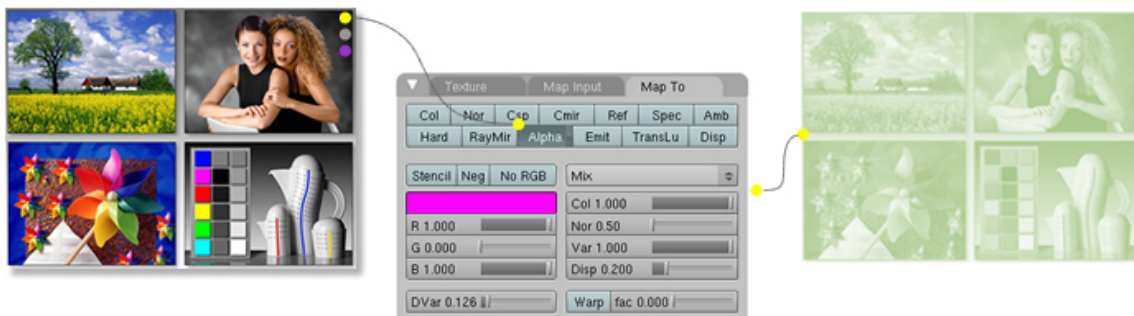 Texture Map Input Map To
Col Nor Csp Cmir Ref Spec Amb
Hard RayMir Alpha Emit TransLu Disp
Stencil Neg No RGB Mix
Col 1.000
R 1.000 Nor 0.50
G 0.000 Var 1.000
B 1.000 Disp 0.200
DVar 0.126 Warp fac 0.000